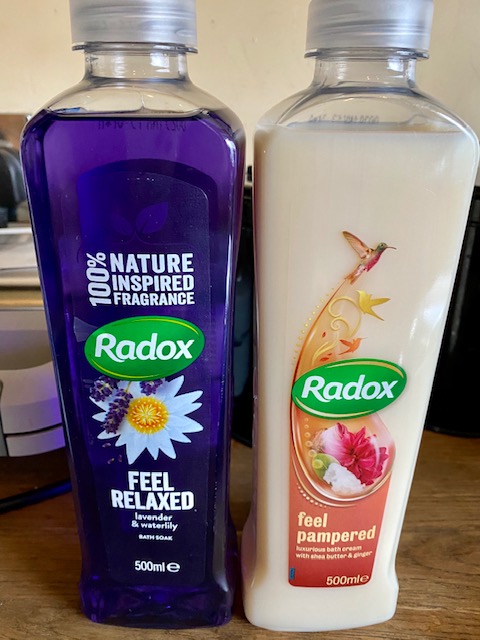 100% NATURE
INSPIRED
FRAGRANCE
Radox
FEEL
RELAXED
lavender
& waterlily
BATH SOAK
500ml e
Radox
feel
pampered
luxurious bath cream
with shea butter & ginger
500ml e